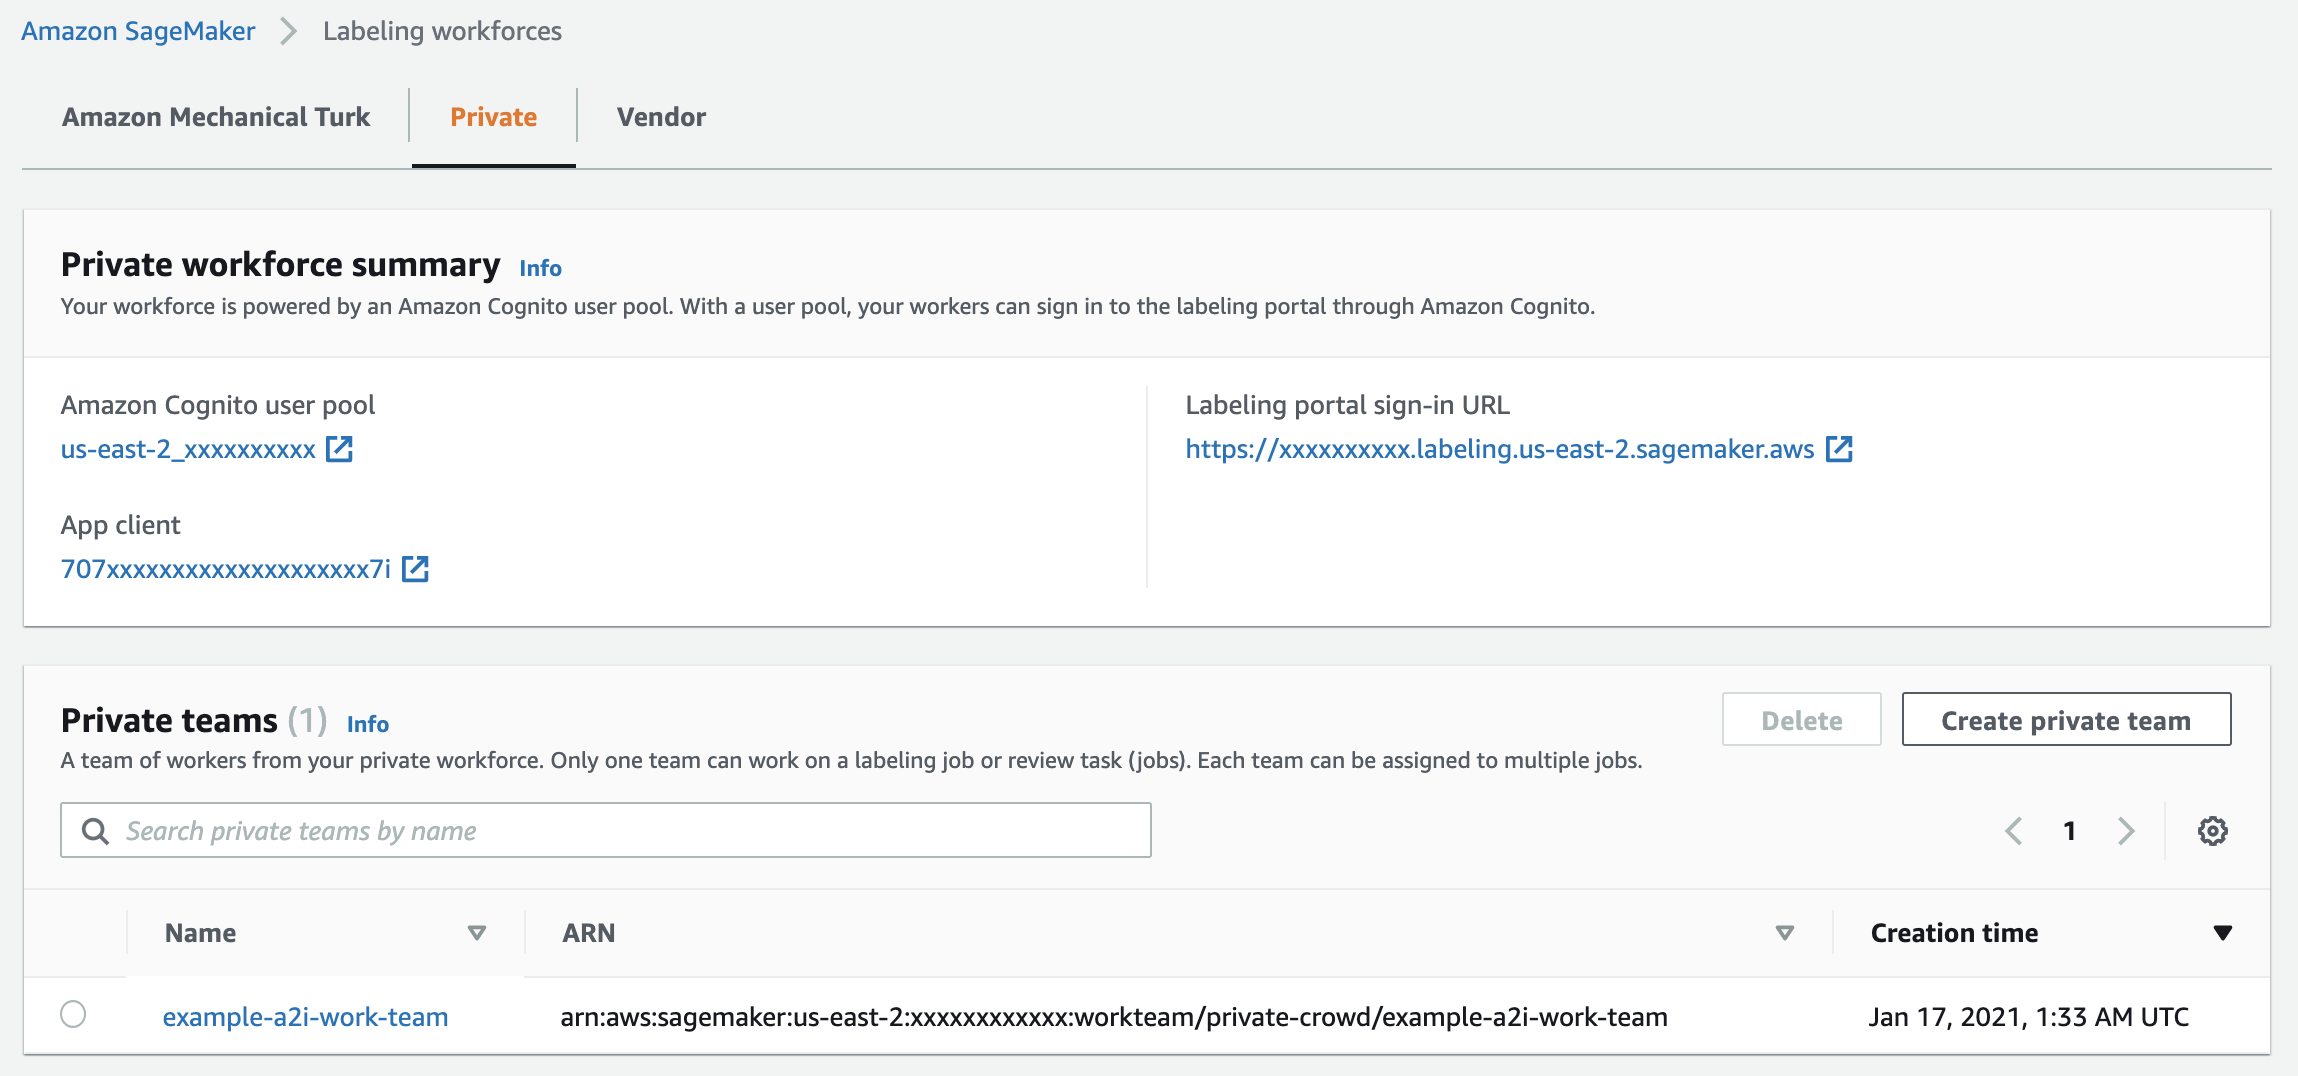 Amazon SageMaker > Labeling workforces
Amazon Mechanical Turk Private Vendor
Private workforce summary Info
Your workforce is powered by an Amazon Cognito user pool. With a user pool, your workers can sign in to the labeling portal through Amazon Cognito.
Amazon Cognito user pool
us-east-2_xxxxxxxxxx
App client
707xxxxxxxxxxxxxxxxxxxx7i
Labeling portal sign-in URL
https://xxxxxxxxxx.labeling.us-east-2.sagemaker.aws
Private teams (1) Info
Delete Create private team
A team of workers from your private workforce. Only one team can work on a labeling job or review task (jobs). Each team can be assigned to multiple jobs.
Search private teams by name
1
Name ARN Creation time
example-a2i-work-team arn:aws:sagemaker:us-east-2:xxxxxxxxxxxx:workteam/private-crowd/example-a2i-work-team Jan 17, 2021, 1:33 AM UTC